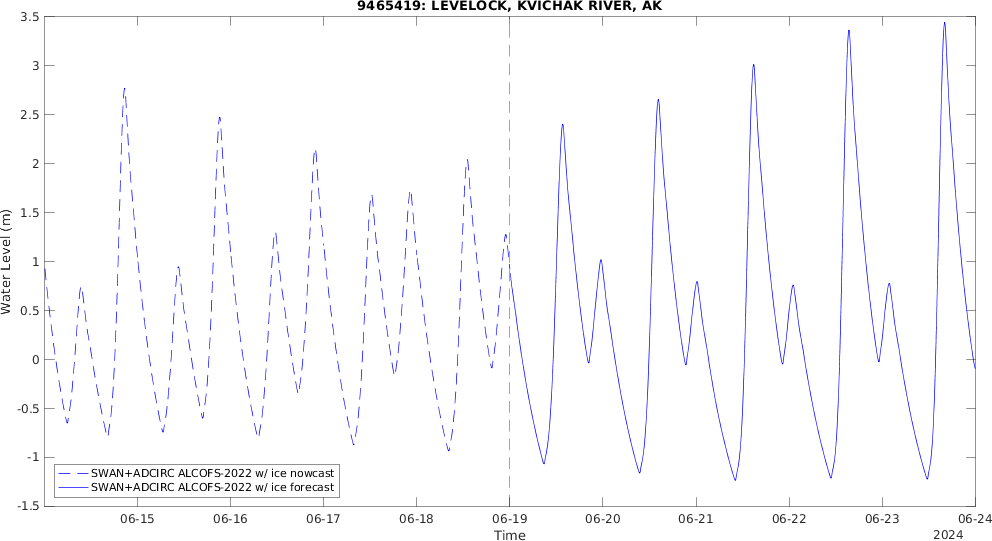 9465419: LEVELOCK, KVICHAK RIVER, AK
3.5
3
2.5
2
1.5
1
0.5
0
-0.5
-1
-1.5
Water Level (m)
SWAN+ADCIRC ALCOFS-2022 w/ ice nowcast
SWAN+ADCIRC ALCOFS-2022 w/ ice forecast
06-15 06-16 06-17 06-18 06-19 06-20 06-21 06-22 06-23 06-24
Time
2024